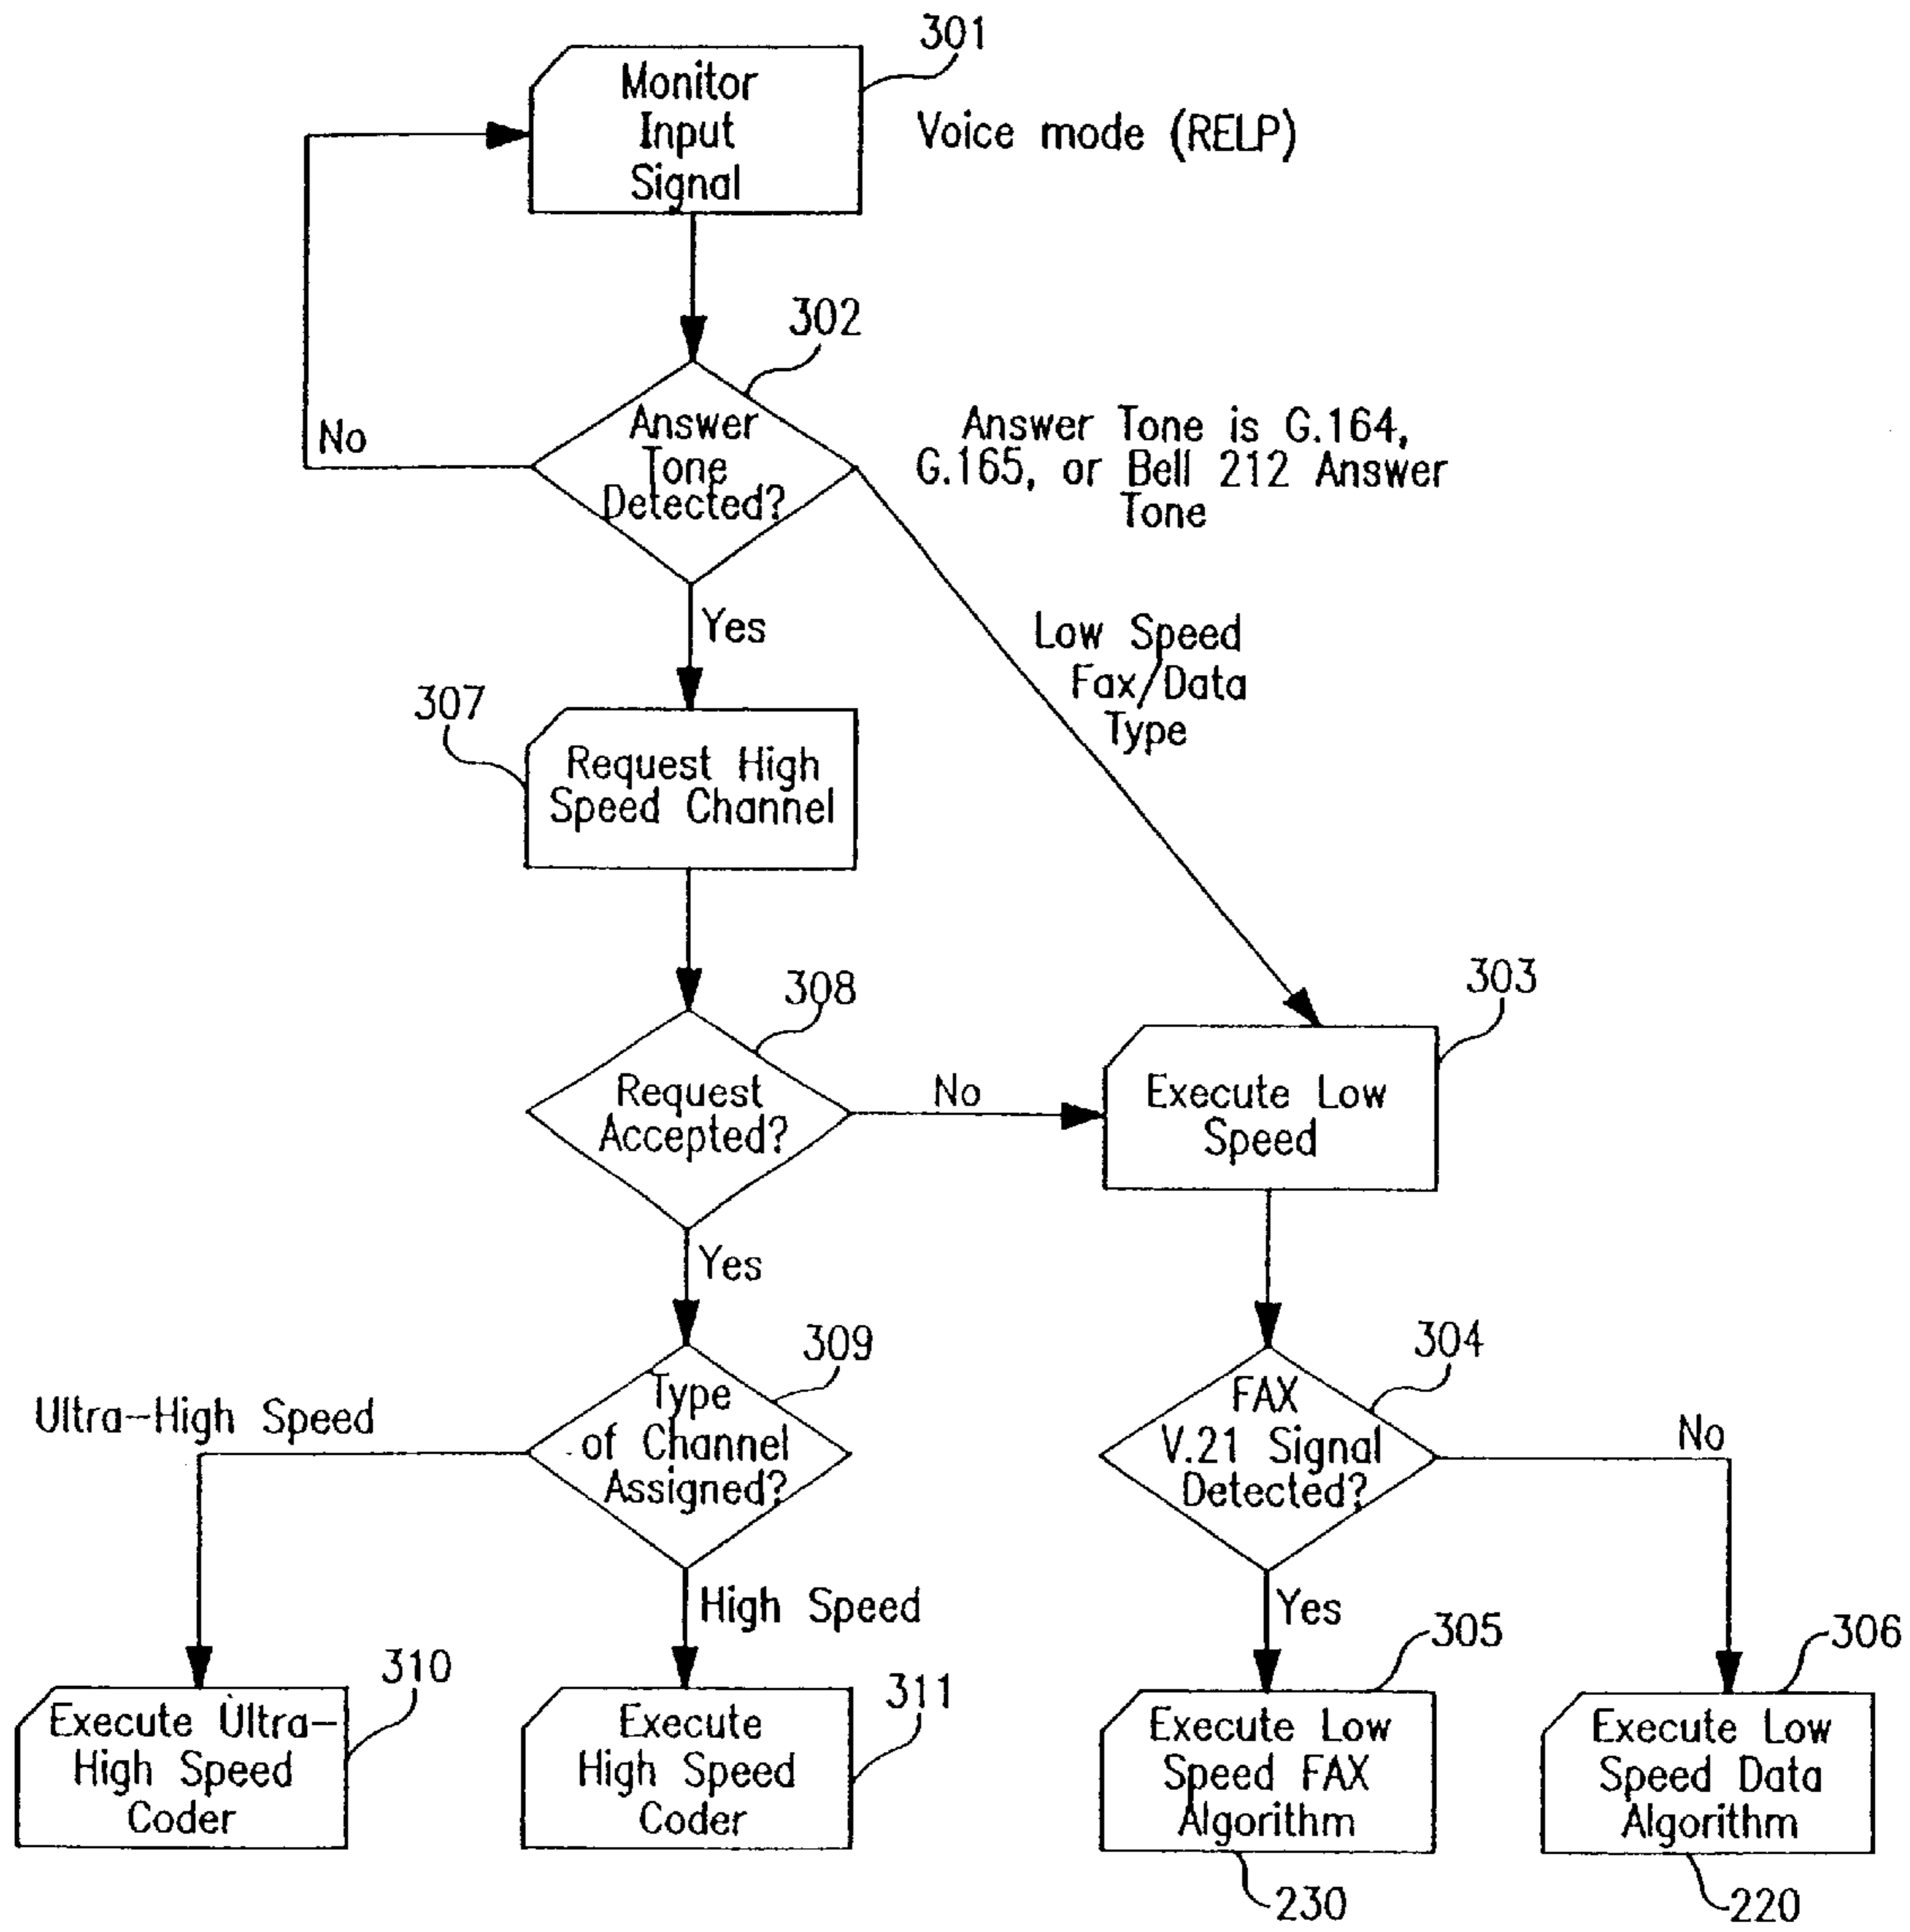 301
Monitor
Input
Signal
Voice mode (RELP)
302
Answer
Tone
Detected?
No
Answer Tone is G.164,
G.165, or Bell 212 Answer
Tone
Yes
Low Speed
Fax/Data
Type
307
Request High
Speed Channel
308
Request
Accepted?
No
303
Execute Low
Speed
Yes
309
Type
of Channel
Assigned?
Ultra-High Speed
High Speed
304
FAX
V.21 Signal
Detected?
No
Yes
310
Execute Ultra-
High Speed
Coder
311
Execute
High Speed
Coder
305
Execute Low
Speed FAX
Algorithm
230
306
Execute Low
Speed Data
Algorithm
220